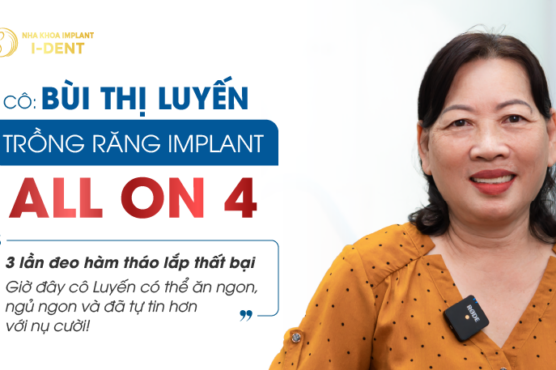 NHA KHOA IMPLANT
I-DENT
CÔ: BÙI THỊ LUYẾN
TRỒNG RĂNG IMPLANT
ALL ON 4
3 lần đeo hàm tháo lắp thất bại
Giờ đây cô Luyến có thể ăn ngon,
ngủ ngon và đã tự tin hơn
với nụ cười!